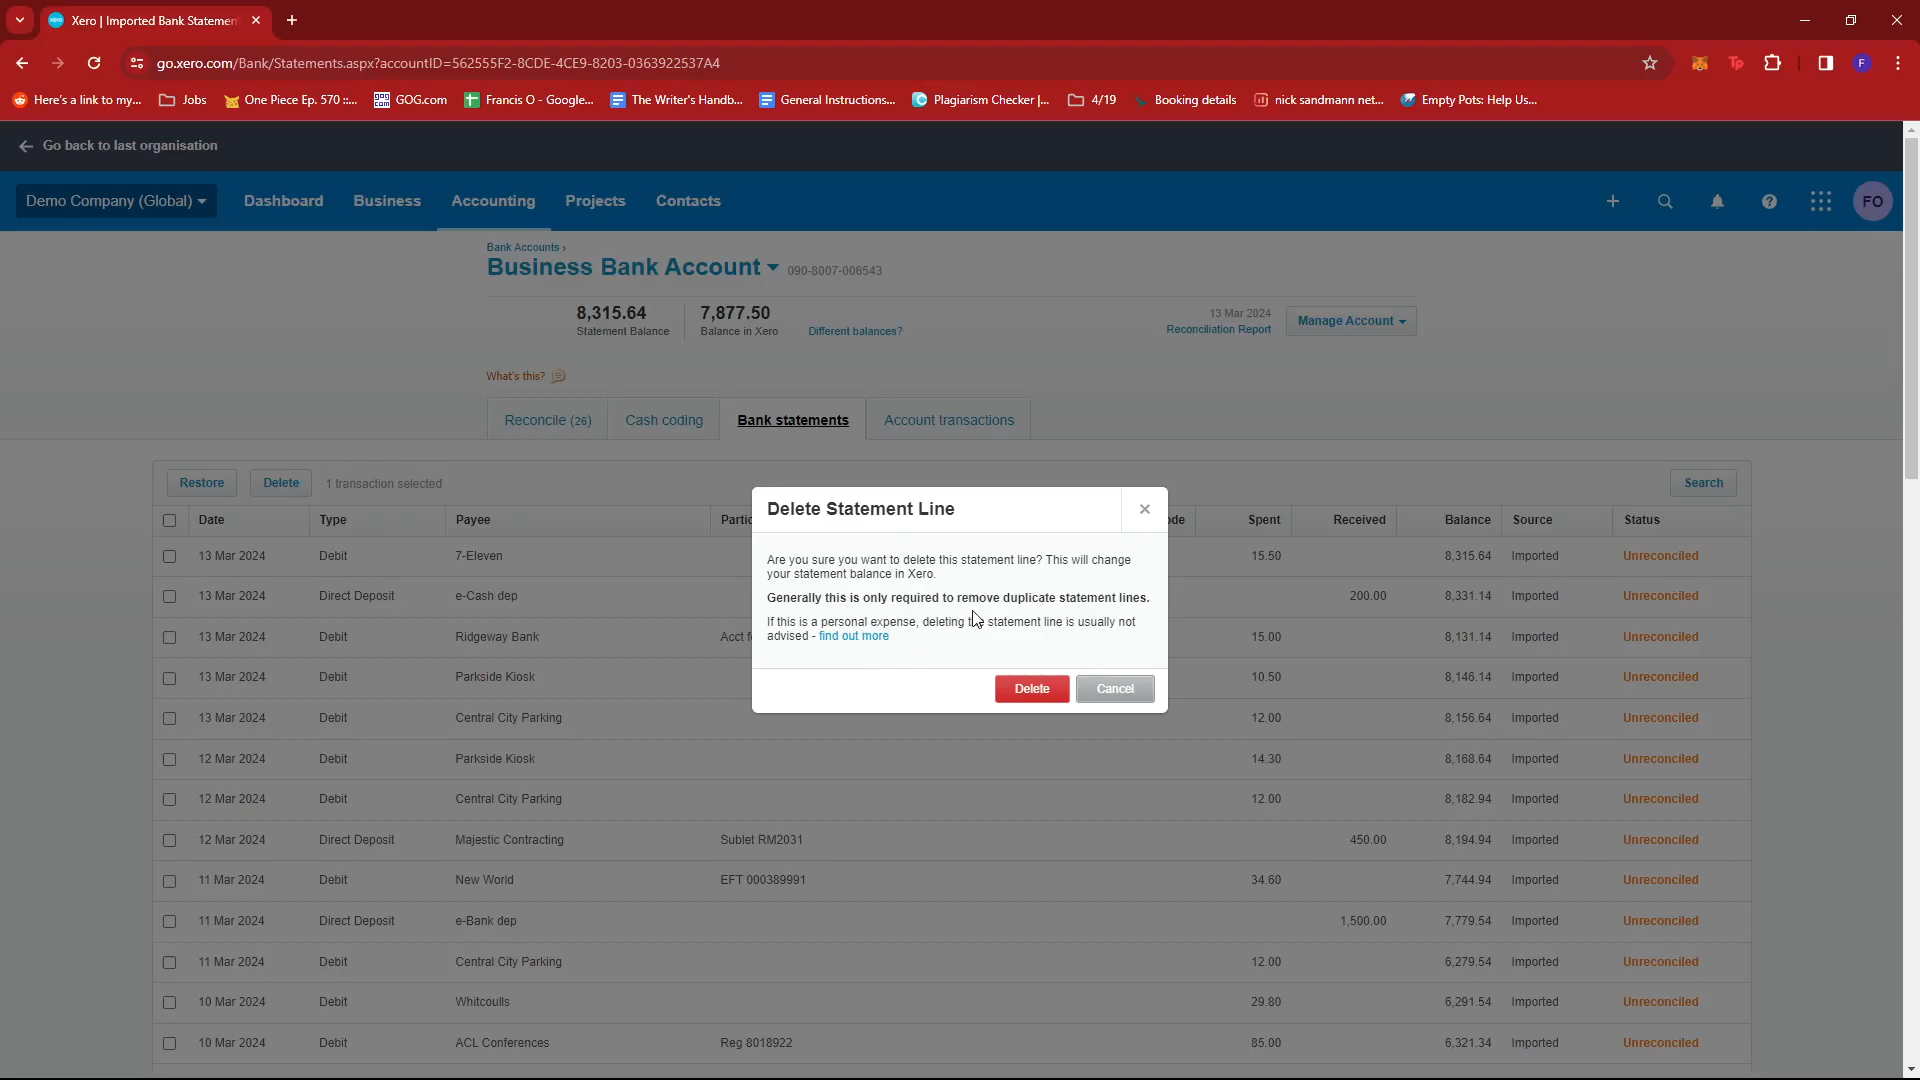 Xero | Imported Bank Statemen
go.xero.com/Bank/Statements.aspx?accountID=562555F2-8CDE-4CE9-8203-0363922537A4
Here's a link to my... Jobs One Piece Ep. 570 ::... GOG.com Francis O - Google... The Writer's Handb... General Instructions... Plagiarism Checker |... 4/19 Booking details nick sandmann net... Empty Pots: Help Us...
Go back to last organisation
Demo Company (Global) Dashboard Business Accounting Projects Contacts FO
Bank Accounts ›
Business Bank Account 090-8007-006543
8,315.64 7,877.50 13 Mar 2024
Statement Balance Balance in Xero Different balances? Reconciliation Report Manage Account
What's this?
Reconcile (26) Cash coding Bank statements Account transactions
Restore Delete 1 transaction selected Search
Delete Statement Line
Date Type Payee Partic ode Spent Received Balance Source Status
13 Mar 2024 Debit 7-Eleven 15.50 8,315.64 Imported Unreconciled
Are you sure you want to delete this statement line? This will change
your statement balance in Xero.
Generally this is only required to remove duplicate statement lines.
13 Mar 2024 Direct Deposit e-Cash dep 200.00 8,331.14 Imported Unreconciled
If this is a personal expense, deleting statement line is usually not
advised - find out more
13 Mar 2024 Debit Ridgeway Bank Acct f 15.00 8,131.14 Imported Unreconciled
13 Mar 2024 Debit Parkside Kiosk 10.50 8,146.14 Imported Unreconciled
Delete Cancel
13 Mar 2024 Debit Central City Parking 12.00 8,156.64 Imported Unreconciled
12 Mar 2024 Debit Parkside Kiosk 14.30 8,168.64 Imported Unreconciled
12 Mar 2024 Debit Central City Parking 12.00 8,182.94 Imported Unreconciled
12 Mar 2024 Direct Deposit Majestic Contracting Sublet RM2031 450.00 8,194.94 Imported Unreconciled
11 Mar 2024 Debit New World EFT 000389991 34.60 7,744.94 Imported Unreconciled
11 Mar 2024 Direct Deposit e-Bank dep 1,500.00 7,779.54 Imported Unreconciled
11 Mar 2024 Debit Central City Parking 12.00 6,279.54 Imported Unreconciled
10 Mar 2024 Debit Whitcoulls 29.80 6,291.54 Imported Unreconciled
10 Mar 2024 Debit ACL Conferences Reg 8018922 85.00 6,321.34 Imported Unreconciled